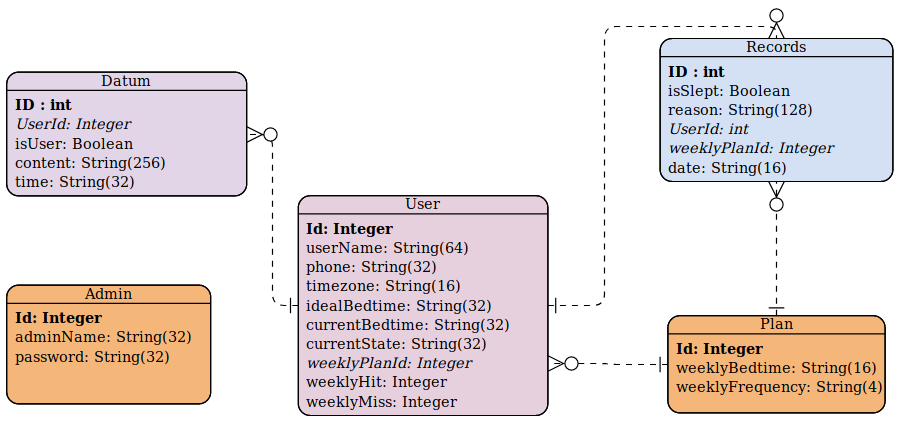 Datum
ID : int
UserId: Integer
isUser: Boolean
content: String(256)
time: String(32)
Admin
Id: Integer
adminName: String(32)
password: String(32)
User
Id: Integer
userName: String(64)
phone: String(32)
timezone: String(16)
idealBedtime: String(32)
currentBedtime: String(32)
currentState: String(32)
weeklyPlanId: Integer
weeklyHit: Integer
weeklyMiss: Integer
Records
ID : int
isSlept: Boolean
reason: String(128)
UserId: int
weeklyPlanId: Integer
date: String(16)
Plan
Id: Integer
weeklyBedtime: String(16)
weeklyFrequency: String(4)